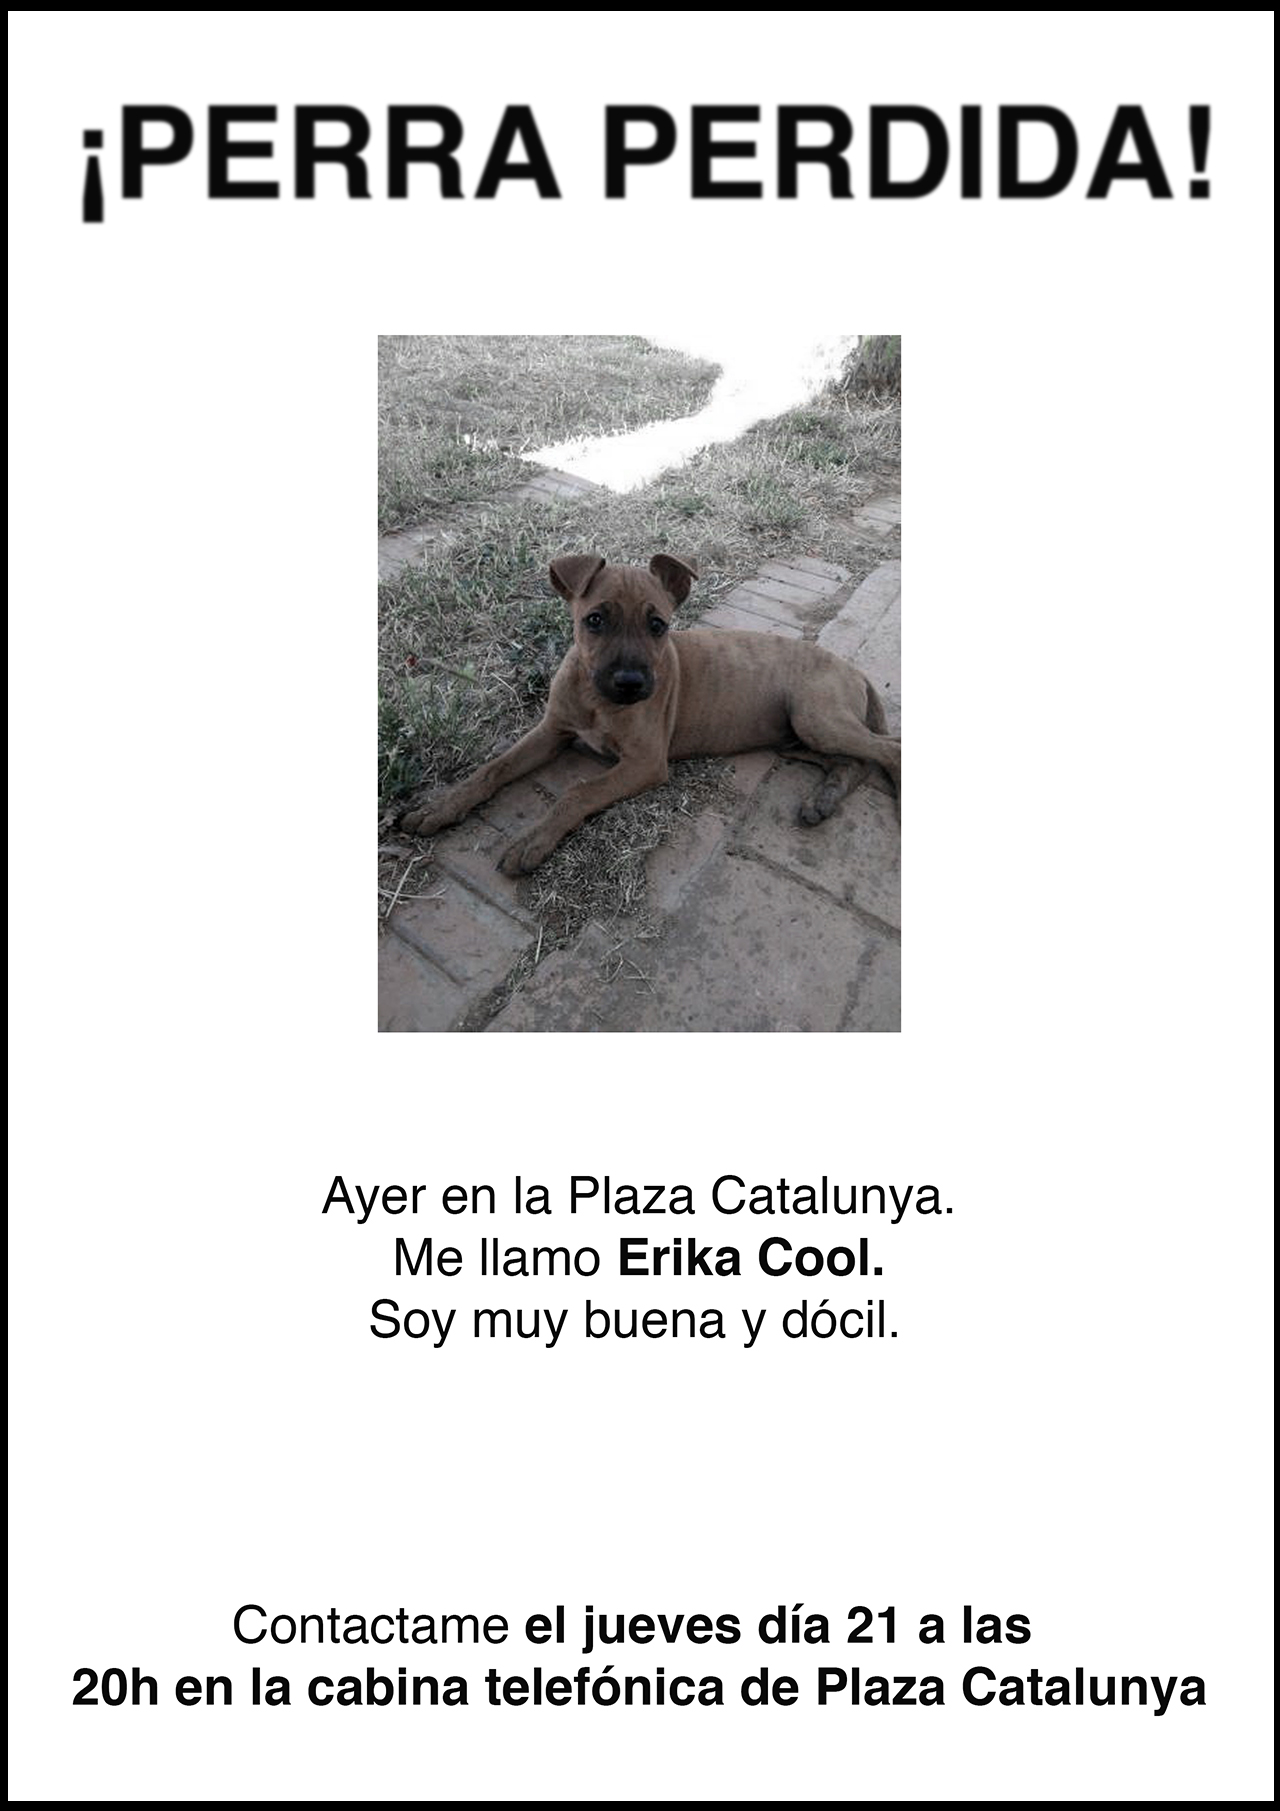 ¡PERRA PERDIDA!
Ayer en la Plaza Catalunya.
Me llamo Erika Cool.
Soy muy buena y dócil.
Contactame el jueves día 21 a las
20h en la cabina telefónica de Plaza Catalunya